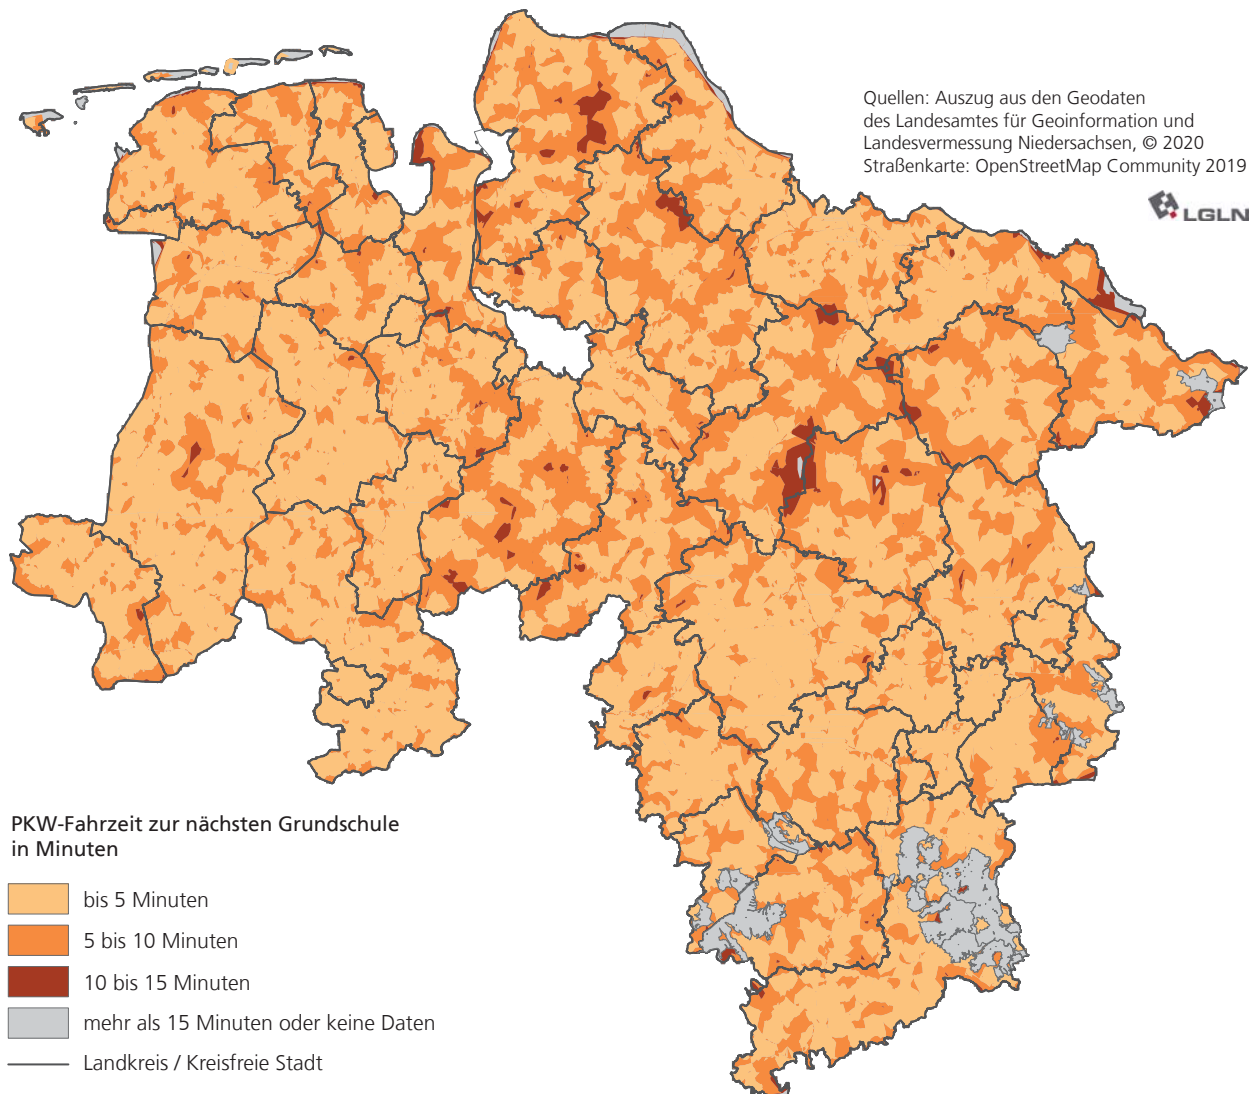 Quellen: Auszug aus den Geodaten
des Landesamtes für Geoinformation und
Landesvermessung Niedersachsen, © 2020
Straßenkarte: OpenStreetMap Community 2019
LGLN
PKW-Fahrzeit zur nächsten Grundschule
in Minuten
bis 5 Minuten
5 bis 10 Minuten
10 bis 15 Minuten
mehr als 15 Minuten oder keine Daten
Landkreis / Kreisfreie Stadt